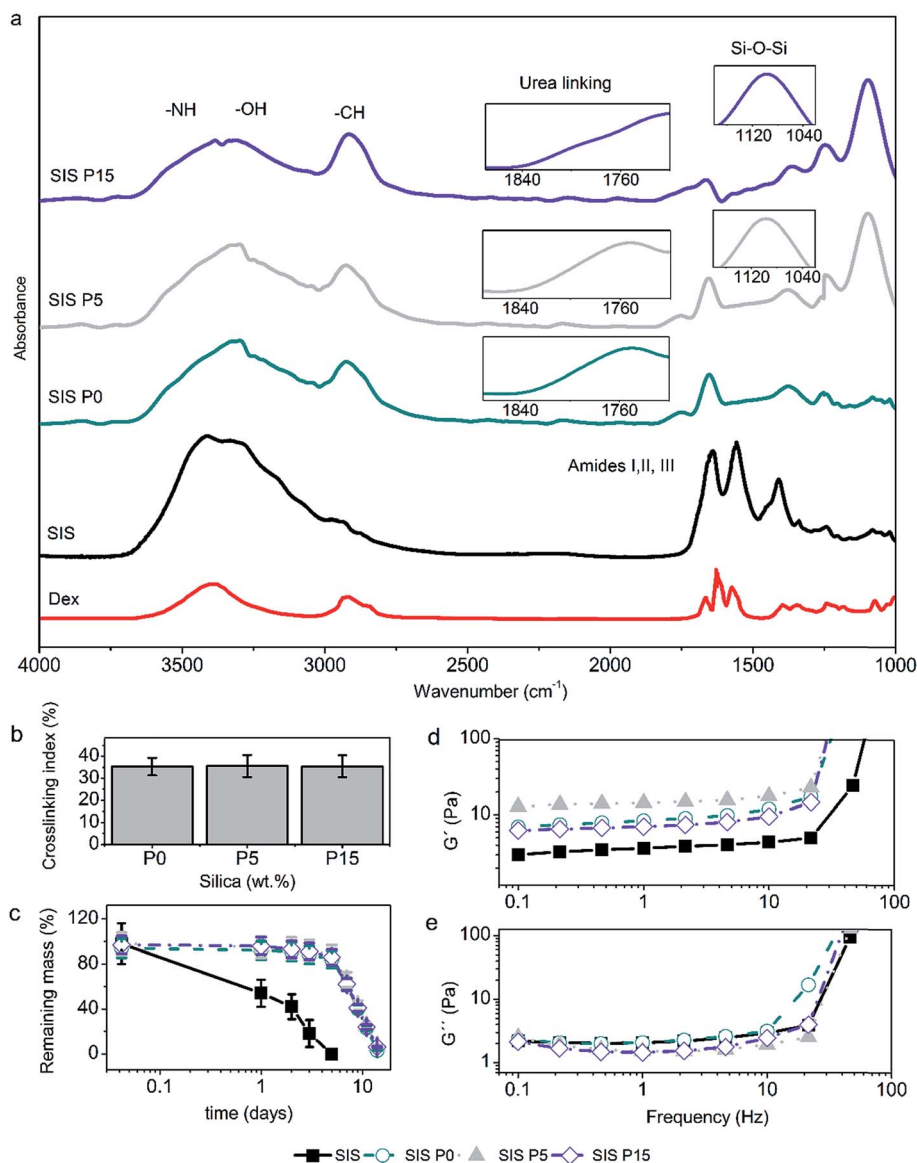 a
Si-O-Si
Urea linking
-NH
-OH
-CH
1120
1040
SIS P15
1840
1760
1120
1040
SIS P5
1840
1760
SIS P0
1840
1760
Amides I,II, III
SIS
Dex
Absorbance
4000
3500
3000
2500
2000
1500
1000
Wavenumber (cm⁻¹)
b
Crosslinking index (%)
40
30
20
10
0
P0
P5
P15
Silica (wt.%)
c
Remaining mass (%)
120
80
40
0
0.1
1
10
time (days)
d
G´ (Pa)
100
10
0.1
1
10
100
e
G´´ (Pa)
100
10
1
0.1
1
10
100
Frequency (Hz)
SIS
SIS P0
SIS P5
SIS P15